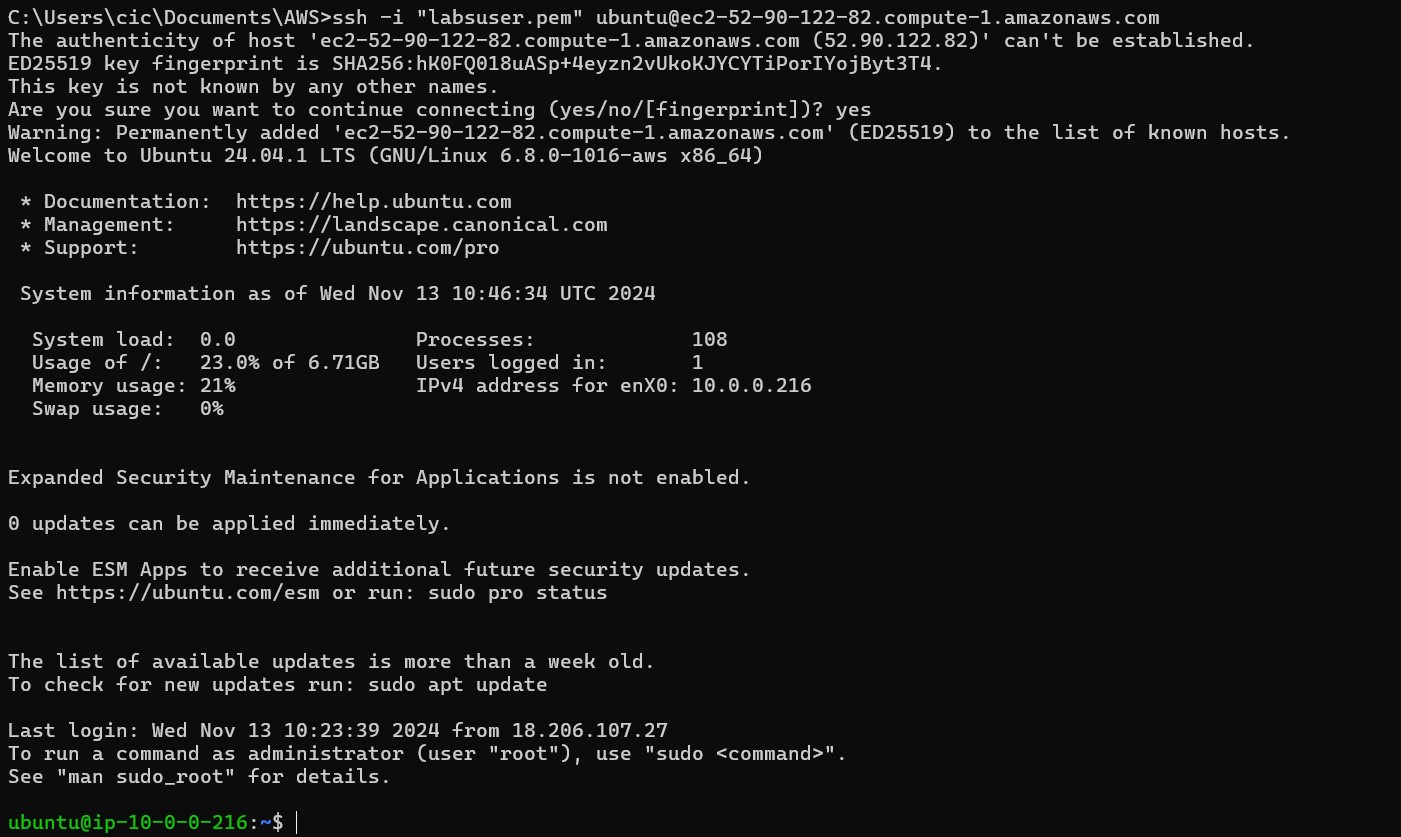 C:\Users\cic\Documents\AWS>ssh -i "labsuser.pem" ubuntu@ec2-52-90-122-82.compute-1.amazonaws.com
The authenticity of host 'ec2-52-90-122-82.compute-1.amazonaws.com (52.90.122.82)' can't be established.
ED25519 key fingerprint is SHA256:hK0FQ018uASp+4eyzn2vUkoKJYCYTiPorIYojByt3T4.
This key is not known by any other names.
Are you sure you want to continue connecting (yes/no/[fingerprint])? yes
Warning: Permanently added 'ec2-52-90-122-82.compute-1.amazonaws.com' (ED25519) to the list of known hosts.
Welcome to Ubuntu 24.04.1 LTS (GNU/Linux 6.8.0-1016-aws x86_64)
* Documentation:  https://help.ubuntu.com
* Management:     https://landscape.canonical.com
* Support:        https://ubuntu.com/pro
System information as of Wed Nov 13 10:46:34 UTC 2024
System load:  0.0               Processes:             108
Usage of /:   23.0% of 6.71GB   Users logged in:       1
Memory usage: 21%               IPv4 address for enX0: 10.0.0.216
Swap usage:   0%
Expanded Security Maintenance for Applications is not enabled.
0 updates can be applied immediately.
Enable ESM Apps to receive additional future security updates.
See https://ubuntu.com/esm or run: sudo pro status
The list of available updates is more than a week old.
To check for new updates run: sudo apt update
Last login: Wed Nov 13 10:23:39 2024 from 18.206.107.27
To run a command as administrator (user "root"), use "sudo <command>".
See "man sudo_root" for details.
ubuntu@ip-10-0-0-216:~$